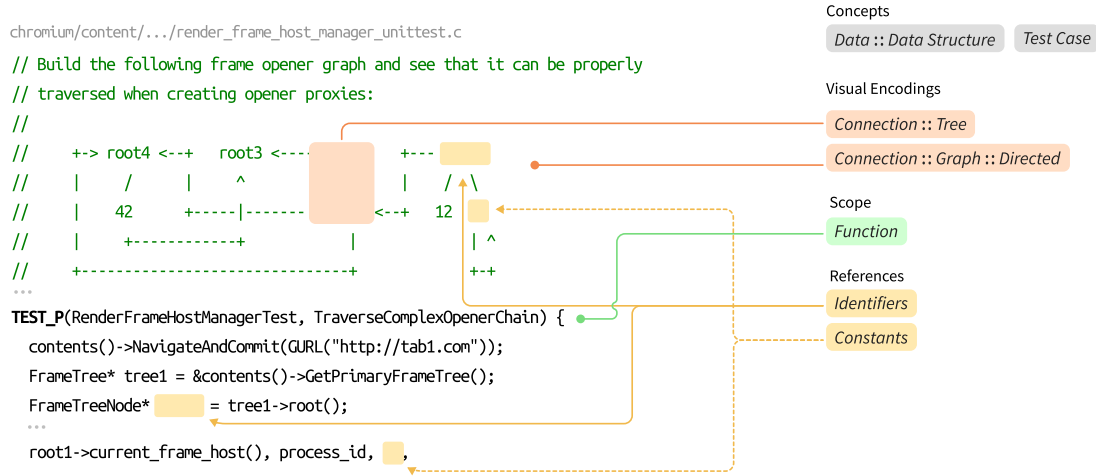 chromium/content/.../render_frame_host_manager_unittest.c
// Build the following frame opener graph and see that it can be properly
// traversed when creating opener proxies:
//
// +-> root4 <--+ root3 <---- +---
// | / | ^ | / \
// | 42 +-----|------- <--+ 12
// | +------------+ | | ^
// +-------------------------------+ +-+
...
TEST_P(RenderFrameHostManagerTest, TraverseComplexOpenerChain) {
contents()->NavigateAndCommit(GURL("http://tab1.com"));
FrameTree* tree1 = &contents()->GetPrimaryFrameTree();
FrameTreeNode* = tree1->root();
...
root1->current_frame_host(), process_id, ,
Concepts
Data :: Data Structure Test Case
Visual Encodings
Connection :: Tree
Connection :: Graph :: Directed
Scope
Function
References
Identifiers
Constants